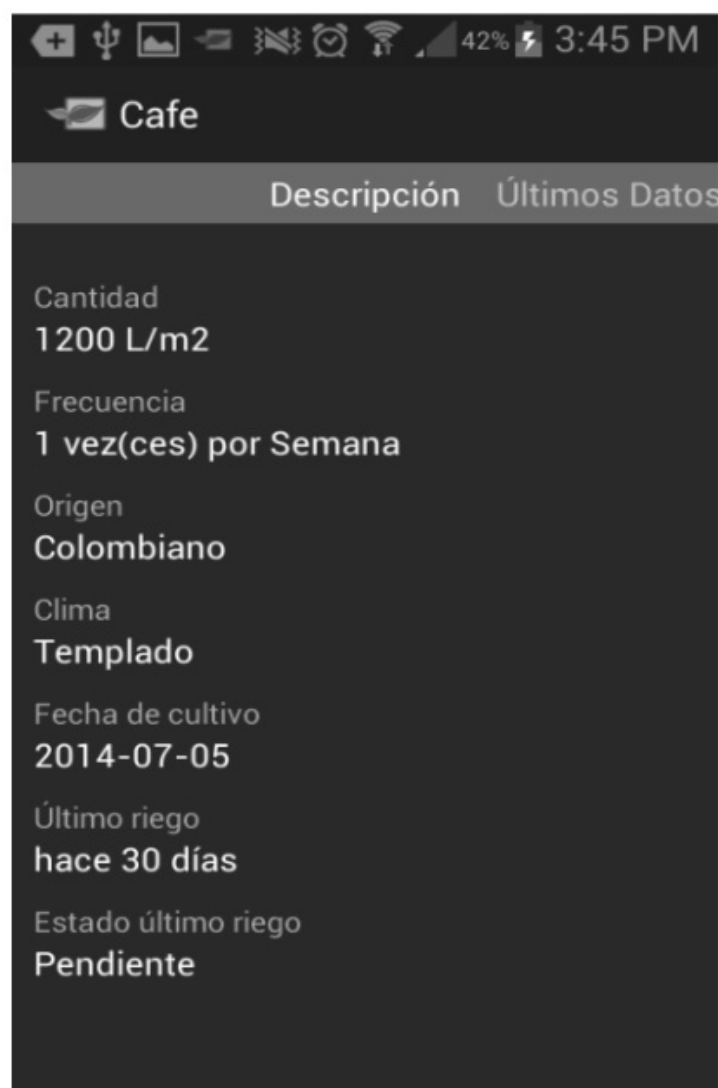 42% 3:45 PM
Cafe
Descripción Últimos Datos
Cantidad
1200 L/m2
Frecuencia
1 vez(ces) por Semana
Origen
Colombiano
Clima
Templado
Fecha de cultivo
2014-07-05
Último riego
hace 30 días
Estado último riego
Pendiente